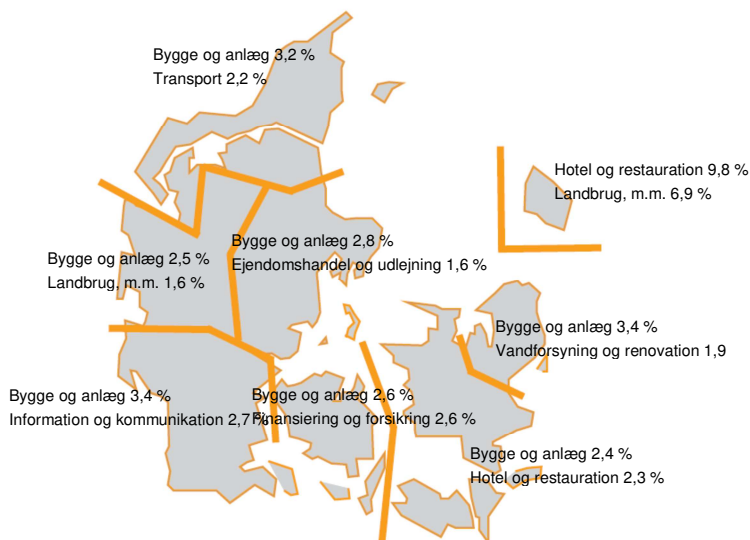 Bygge og anlæg 3,2 %
Transport 2,2 %
Hotel og restauration 9,8 %
Landbrug, m.m. 6,9 %
Bygge og anlæg 2,8 %
Ejendomshandel og udlejning 1,6 %
Bygge og anlæg 2,5 %
Landbrug, m.m. 1,6 %
Bygge og anlæg 3,4 %
Vandforsyning og renovation 1,9
Bygge og anlæg 3,4 %
Information og kommunikation 2,7 %
Bygge og anlæg 2,6 %
Finansiering og forsikring 2,6 %
Bygge og anlæg 2,4 %
Hotel og restauration 2,3 %